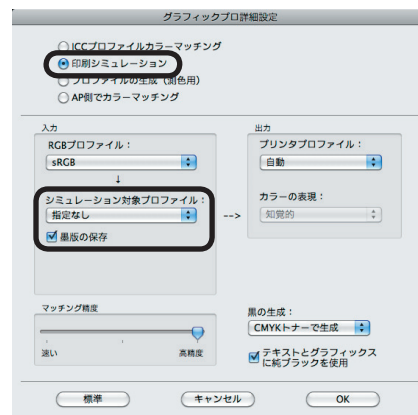 グラフィックプロ詳細設定
ICCプロファイルカラーマッチング
印刷シミュレーション
プロファイルの生成（測色用）
AP側でカラーマッチング
入力
RGBプロファイル：
sRGB
↓
シミュレーション対象プロファイル：
指定なし
墨版の保存
-->
出力
プリンタプロファイル：
自動
カラーの表現：
知覚的
マッチング精度
速い
高精度
黒の生成：
CMYKトナーで生成
テキストとグラフィックス
に純ブラックを使用
標準
キャンセル
OK